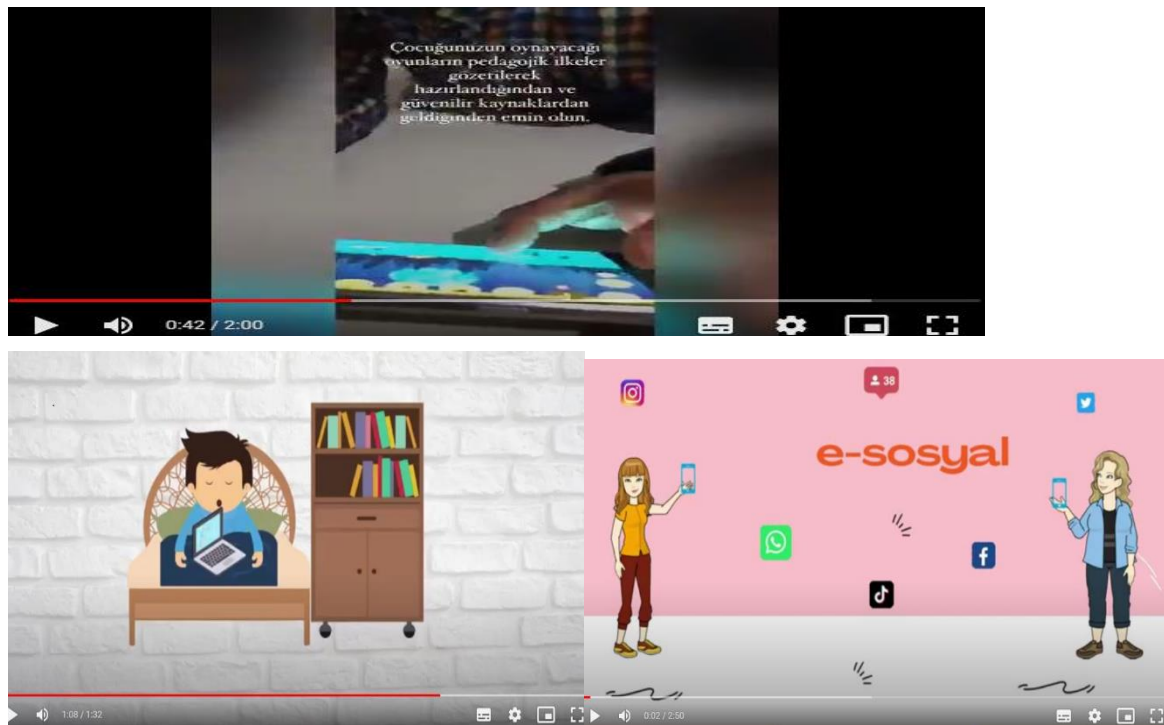 Çocuğunuzun oynayacağı
oyunların pedagojik ilkeler
gözetilerek
hazırlandığından ve
güvenilir kaynaklardan
geldiğinden emin olun.
0:42 / 2:00
38
e-sosyal
1:08 / 1:32
0:02 / 2:50